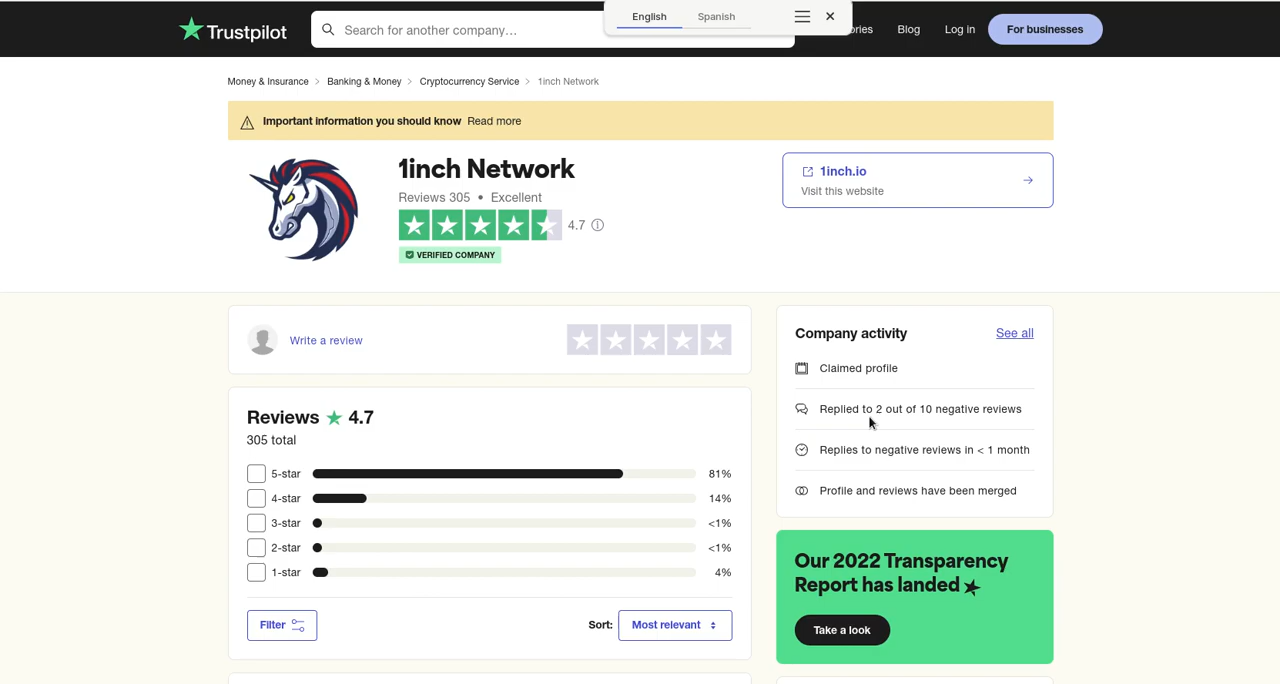 English
Spanish
Trustpilot
Search for another company…
ories
Blog
Log in
For businesses
Money & Insurance > Banking & Money > Cryptocurrency Service > 1inch Network
Important information you should know Read more
1inch Network
Reviews 305 • Excellent
4.7
VERIFIED COMPANY
1inch.io
Visit this website
Write a review
Reviews ★ 4.7
305 total
5-star 81%
4-star 14%
3-star <1%
2-star <1%
1-star 4%
Filter
Sort: Most relevant
Company activity
See all
Claimed profile
Replied to 2 out of 10 negative reviews
Replies to negative reviews in < 1 month
Profile and reviews have been merged
Our 2022 Transparency
Report has landed
Take a look